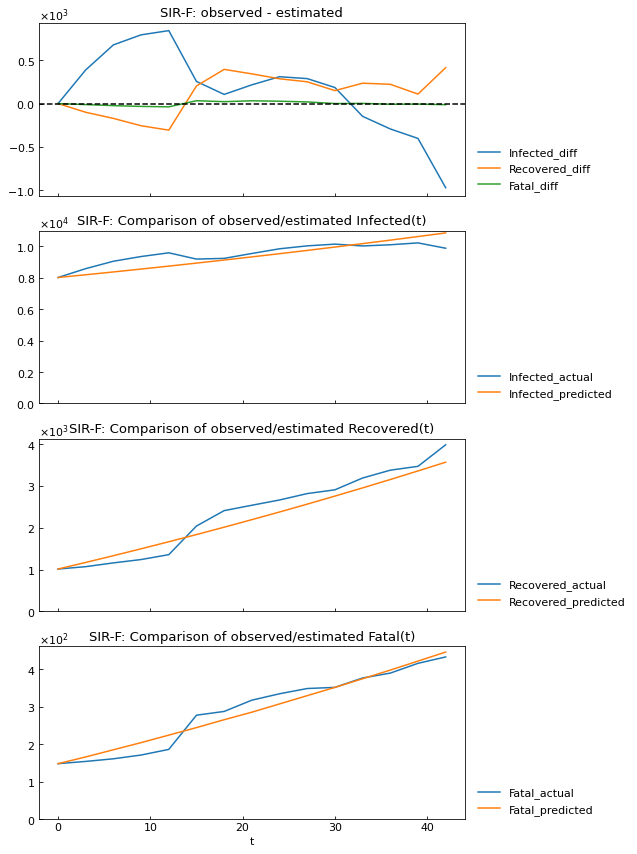 SIR-F: observed - estimated
×10³
0.5
0.0
−0.5
−1.0
Infected_diff
Recovered_diff
Fatal_diff
SIR-F: Comparison of observed/estimated Infected(t)
×10⁴
1.0
0.8
0.6
0.4
0.2
0.0
Infected_actual
Infected_predicted
SIR-F: Comparison of observed/estimated Recovered(t)
×10³
4
3
2
1
0
Recovered_actual
Recovered_predicted
SIR-F: Comparison of observed/estimated Fatal(t)
×10²
4
3
2
1
0
Fatal_actual
Fatal_predicted
0 10 20 30 40
t